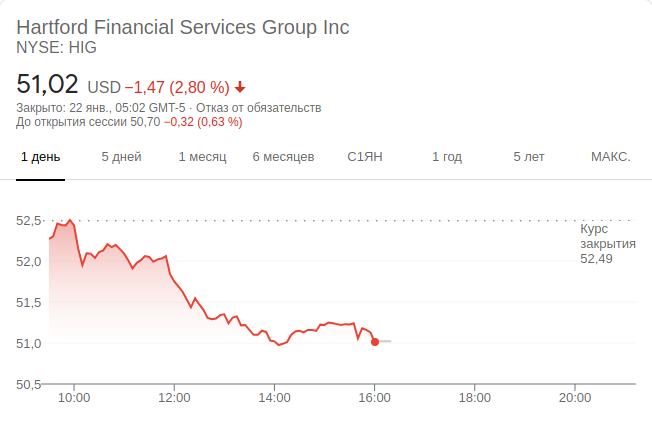 Hartford Financial Services Group Inc
NYSE: HIG
51,02 USD −1,47 (2,80 %)
Закрыто: 22 янв., 05:02 GMT-5 · Отказ от обязательств
До открытия сессии 50,70 −0,32 (0,63 %)
1 день 5 дней 1 месяц 6 месяцев С1ЯН 1 год 5 лет МАКС.
52,5
Курс
закрытия
52,49
52,0
51,5
51,0
50,5
10:00 12:00 14:00 16:00 18:00 20:00